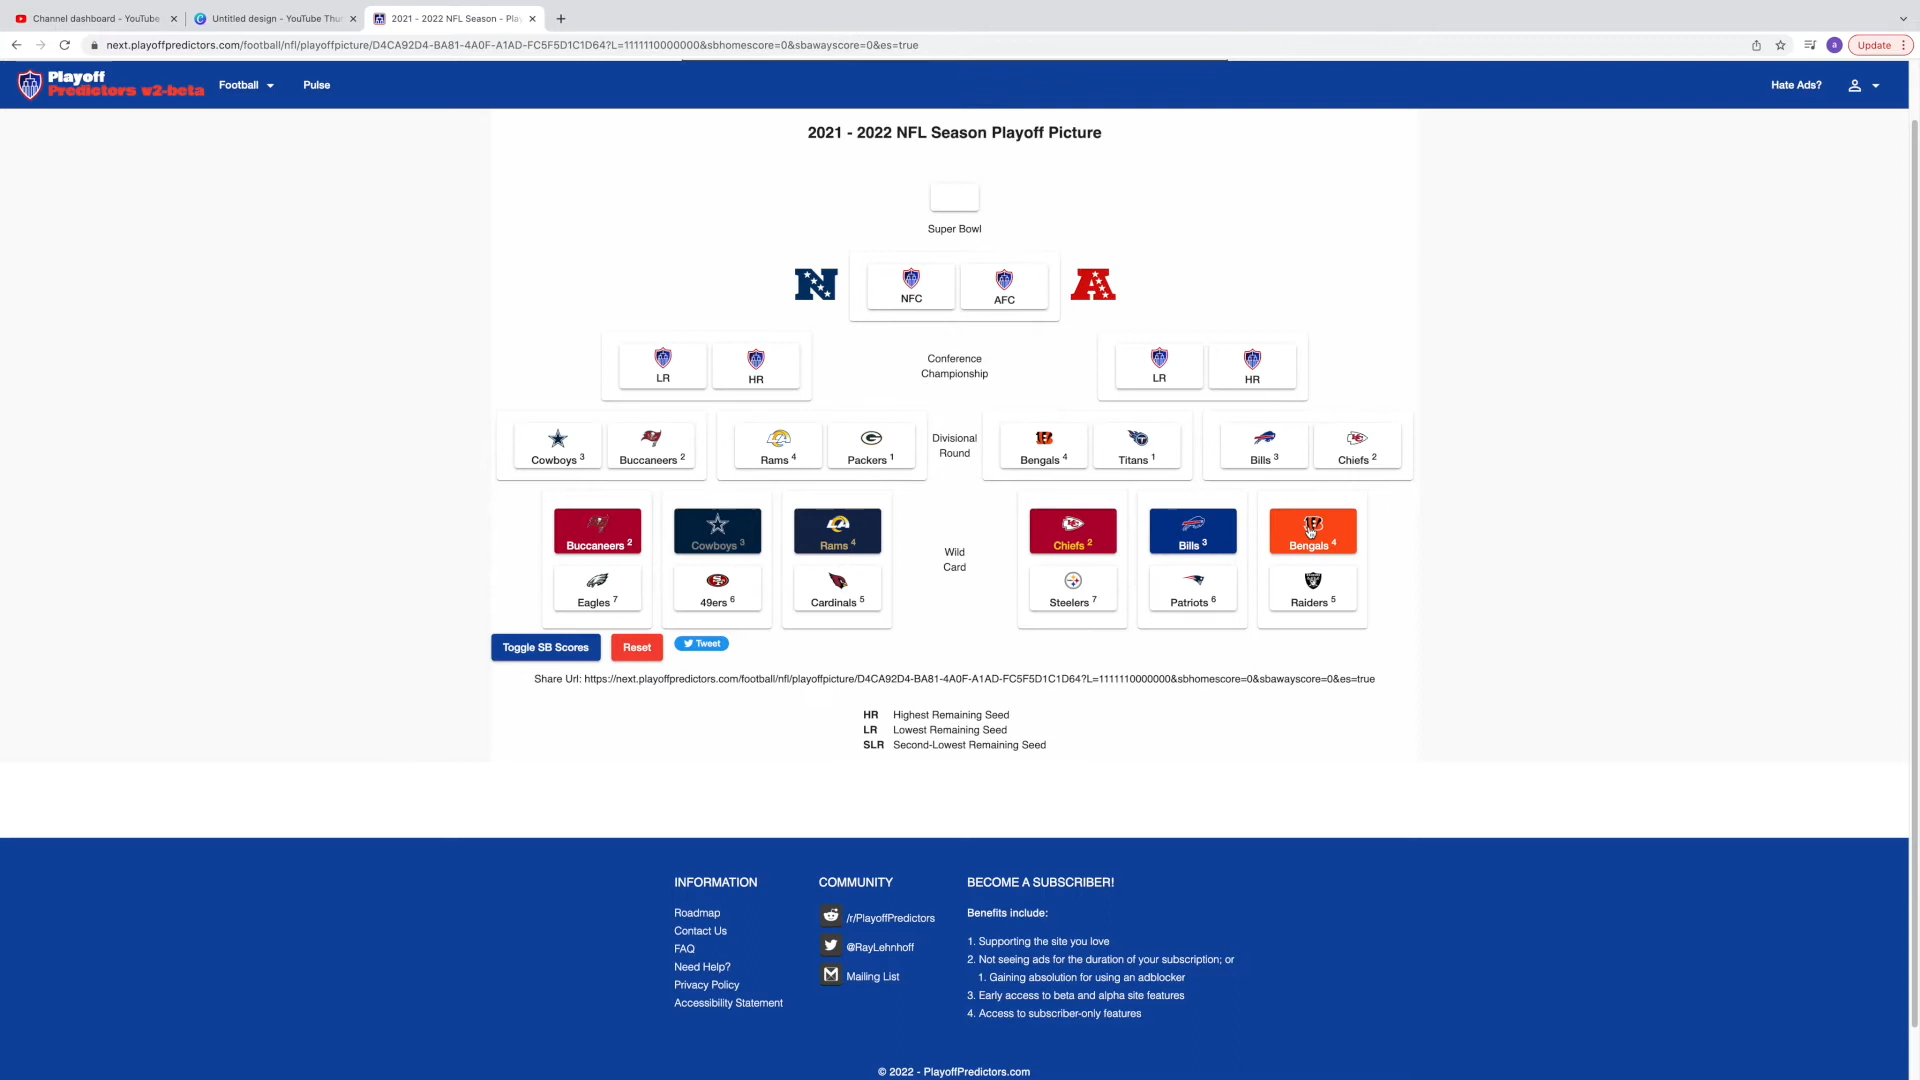 Channel dashboard - YouTube
Untitled design - YouTube Thu
2021 - 2022 NFL Season - Play
next.playoffpredictors.com/football/nfl/playoffpicture/D4CA92D4-BA81-4A0F-A1AD-FC5F5D1C1D64?L=1111110000000&sbhomescore=0&sbawayscore=0&es=true
a
Update
Playoff
Predictors v2-beta
Football
Pulse
Hate Ads?
2021 - 2022 NFL Season Playoff Picture
Super Bowl
NFC
AFC
LR
HR
Conference
Championship
LR
HR
Cowboys 3
Buccaneers 2
Rams 4
Packers 1
Divisional
Round
Bengals 4
Titans 1
Bills 3
Chiefs 2
Buccaneers 2
Cowboys 3
Rams 4
Wild
Card
Chiefs 2
Bills 3
Bengals 4
Eagles 7
49ers 6
Cardinals 5
Steelers 7
Patriots 6
Raiders 5
Toggle SB Scores
Reset
Tweet
Share Url: https://next.playoffpredictors.com/football/nfl/playoffpicture/D4CA92D4-BA81-4A0F-A1AD-FC5F5D1C1D64?L=1111110000000&sbhomescore=0&sbawayscore=0&es=true
HR Highest Remaining Seed
LR Lowest Remaining Seed
SLR Second-Lowest Remaining Seed
INFORMATION
Roadmap
Contact Us
FAQ
Need Help?
Privacy Policy
Accessibility Statement
COMMUNITY
/r/PlayoffPredictors
@RayLehnhoff
Mailing List
BECOME A SUBSCRIBER!
Benefits include:
1. Supporting the site you love
2. Not seeing ads for the duration of your subscription; or
1. Gaining absolution for using an adblocker
3. Early access to beta and alpha site features
4. Access to subscriber-only features
© 2022 - PlayoffPredictors.com